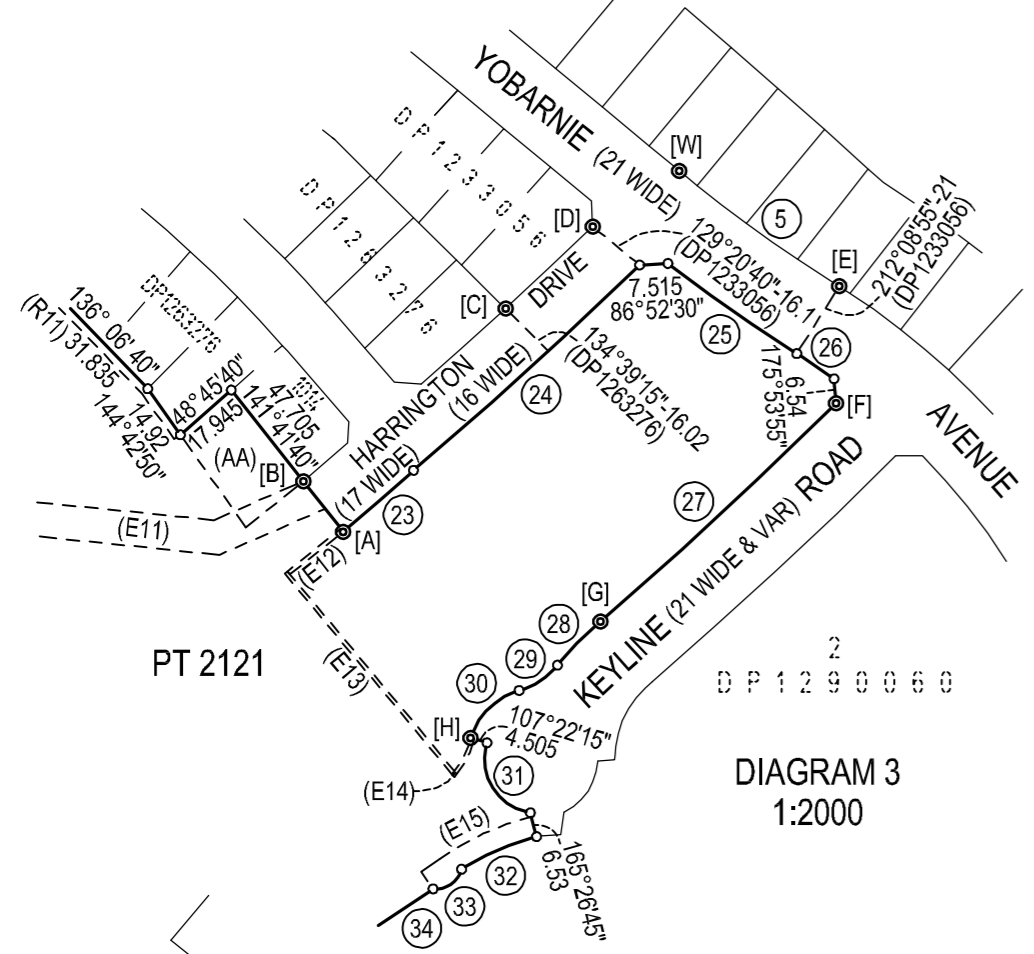 YOBARNIE (21 WIDE)
[W]
5
DP1233056
DP1263276
[D]
129°20'40"-16.11
(DP1233056)
212°08'55"-21
(DP1233056)
[E]
DP1263276
136° 06' 40"
(R11) 31.835
DRIVE
[C]
7.515
86°52'30"
25
26
175°53'55"
6.54
[F]
AVENUE
134°39'15"-16.02
(DP1263276)
24
HARRINGTON
(16 WIDE)
(17 WIDE)
48°45'40"
17.945
14.92
144°42'50"
1014
47.705
141°41'40"
(AA)
[B]
(E11)
23
[A]
(E12)
27
KEYLINE (21 WIDE & VAR) ROAD
[G]
28
29
30
PT 2121
(E13)
2
DP1290060
[H]
107°22'15"
4.505
31
(E14)
DIAGRAM 3
1:2000
(E15)
165°26'45"
6.53
32
33
34